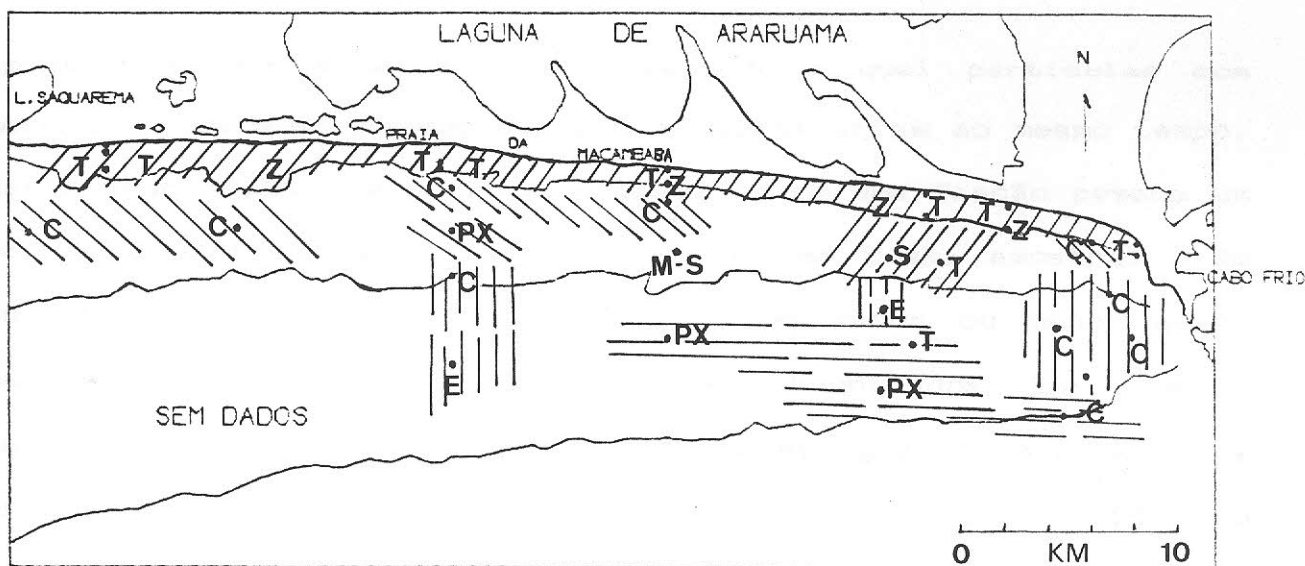 LAGUNA DE ARARUAMA
N
L. SAQUAREMA
PRAIA DA MACAMBABA
T T Z T T T Z Z T T Z T
C C C PX C C S T C CABO FRIO
M-S
C E C
PX T C C
E PX C
SEM DADOS
0 KM 10